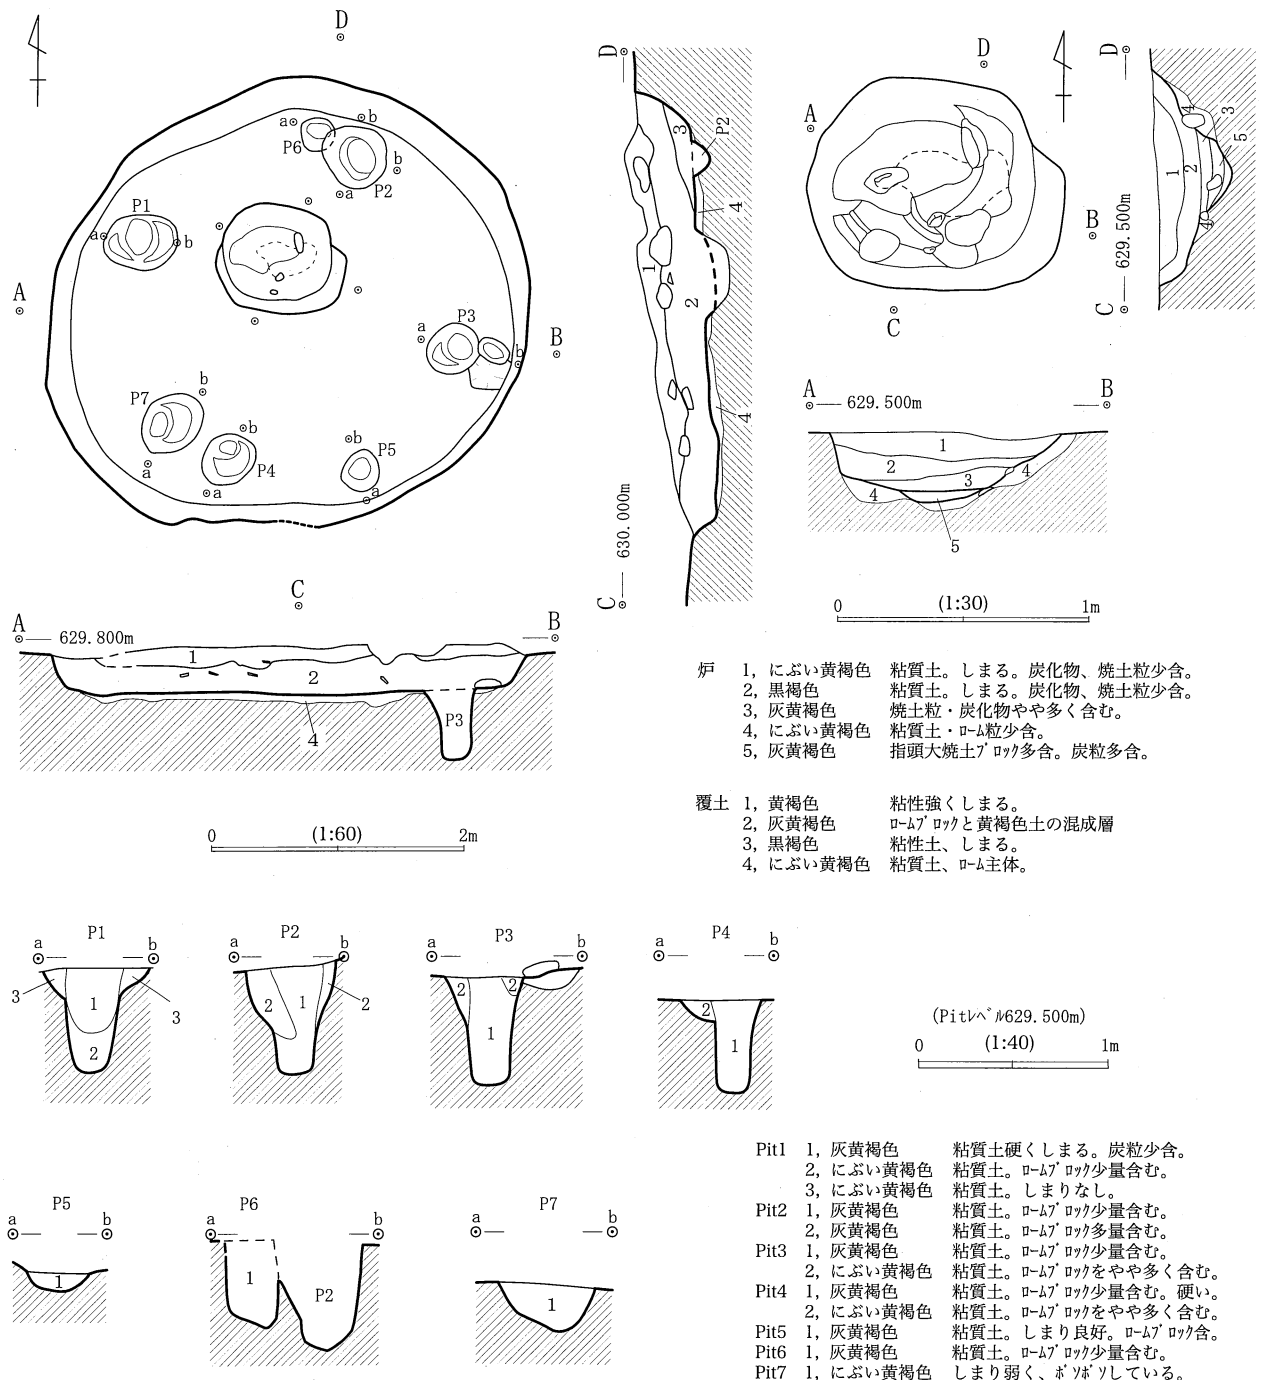 D
a
b
P6
b
P2
a
P1
a
b
A
P3
a
b
B
P7
b
b
a
P4
a
b
P5
a
C
A
629.800m
B
1
2
P3
4
0
(1:60)
2m
D
3
P2
4
1
2
4
630.000m
C
D
A
B
C
D
4
3
5
1
2
4
629.500m
C
A
629.500m
B
1
2
3
4
4
5
0
(1:30)
1m
炉 1, にぶい黄褐色 粘質土。しまる。炭化物、焼土粒少含。
2, 黒褐色 粘質土。しまる。炭化物、焼土粒少含。
3, 灰黄褐色 焼土粒・炭化物やや多く含む。
4, にぶい黄褐色 粘質土・ﾛｰﾑ粒少含。
5, 灰黄褐色 指頭大焼土ﾌﾞﾛｯｸ多含。炭粒多含。
覆土 1, 黄褐色 粘性強くしまる。
2, 灰黄褐色 ﾛｰﾑﾌﾞﾛｯｸと黄褐色土の混成層
3, 黒褐色 粘性土、しまる。
4, にぶい黄褐色 粘質土、ﾛｰﾑ主体。
P1
a
b
3
1
3
2
P2
a
b
2
1
2
P3
a
b
2
2
1
P4
a
b
2
1
(Pitﾚﾍﾞﾙ629.500m)
0
(1:40)
1m
P5
a
b
1
P6
a
b
1
P2
P7
a
b
1
Pit1 1, 灰黄褐色 粘質土硬くしまる。炭粒少含。
2, にぶい黄褐色 粘質土。ﾛｰﾑﾌﾞﾛｯｸ少量含む。
3, にぶい黄褐色 粘質土。しまりなし。
Pit2 1, 灰黄褐色 粘質土。ﾛｰﾑﾌﾞﾛｯｸ少量含む。
2, 灰黄褐色 粘質土。ﾛｰﾑﾌﾞﾛｯｸ多量含む。
Pit3 1, 灰黄褐色 粘質土。ﾛｰﾑﾌﾞﾛｯｸ少量含む。
2, にぶい黄褐色 粘質土。ﾛｰﾑﾌﾞﾛｯｸをやや多く含む。
Pit4 1, 灰黄褐色 粘質土。ﾛｰﾑﾌﾞﾛｯｸ少量含む。硬い。
2, にぶい黄褐色 粘質土。ﾛｰﾑﾌﾞﾛｯｸをやや多く含む。
Pit5 1, 灰黄褐色 粘質土。しまり良好。ﾛｰﾑﾌﾞﾛｯｸ含。
Pit6 1, 灰黄褐色 粘質土。ﾛｰﾑﾌﾞﾛｯｸ少量含む。
Pit7 1, にぶい黄褐色 しまり弱く、ﾎﾞｿﾎﾞｿしている。